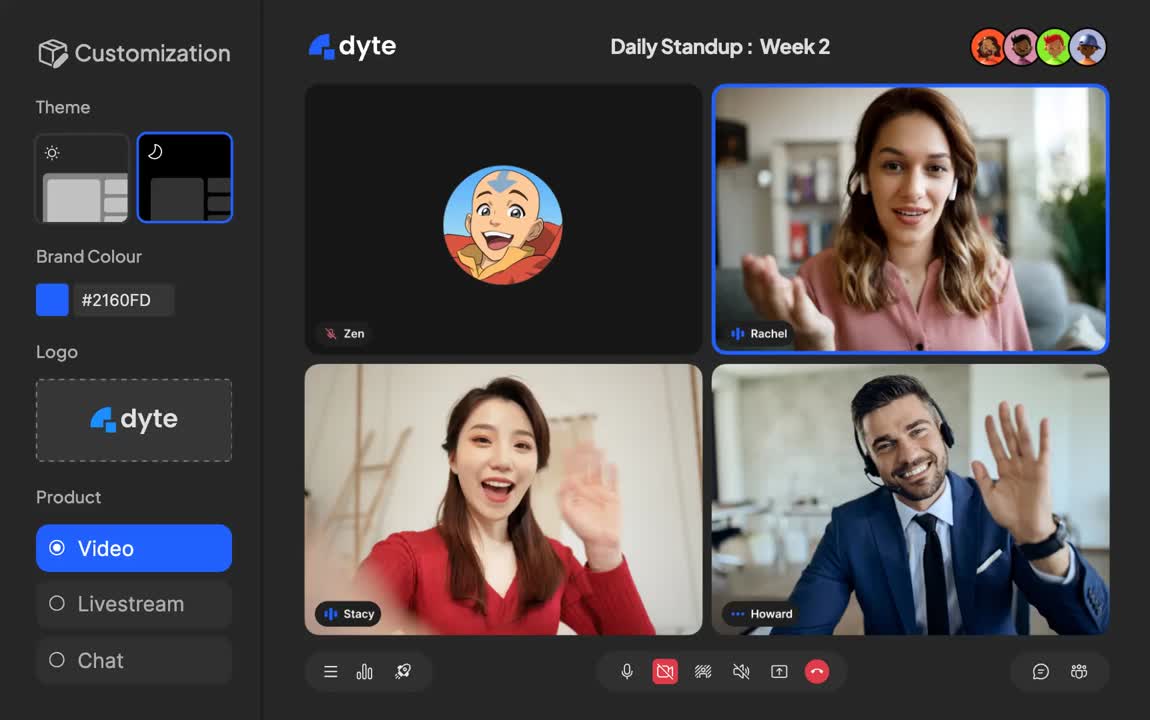 Customization
Theme
Brand Colour
#2160FD
Logo
dyte
Product
Video
Livestream
Chat
dyte
Daily Standup : Week 2
Zen
Rachel
Stacy
Howard